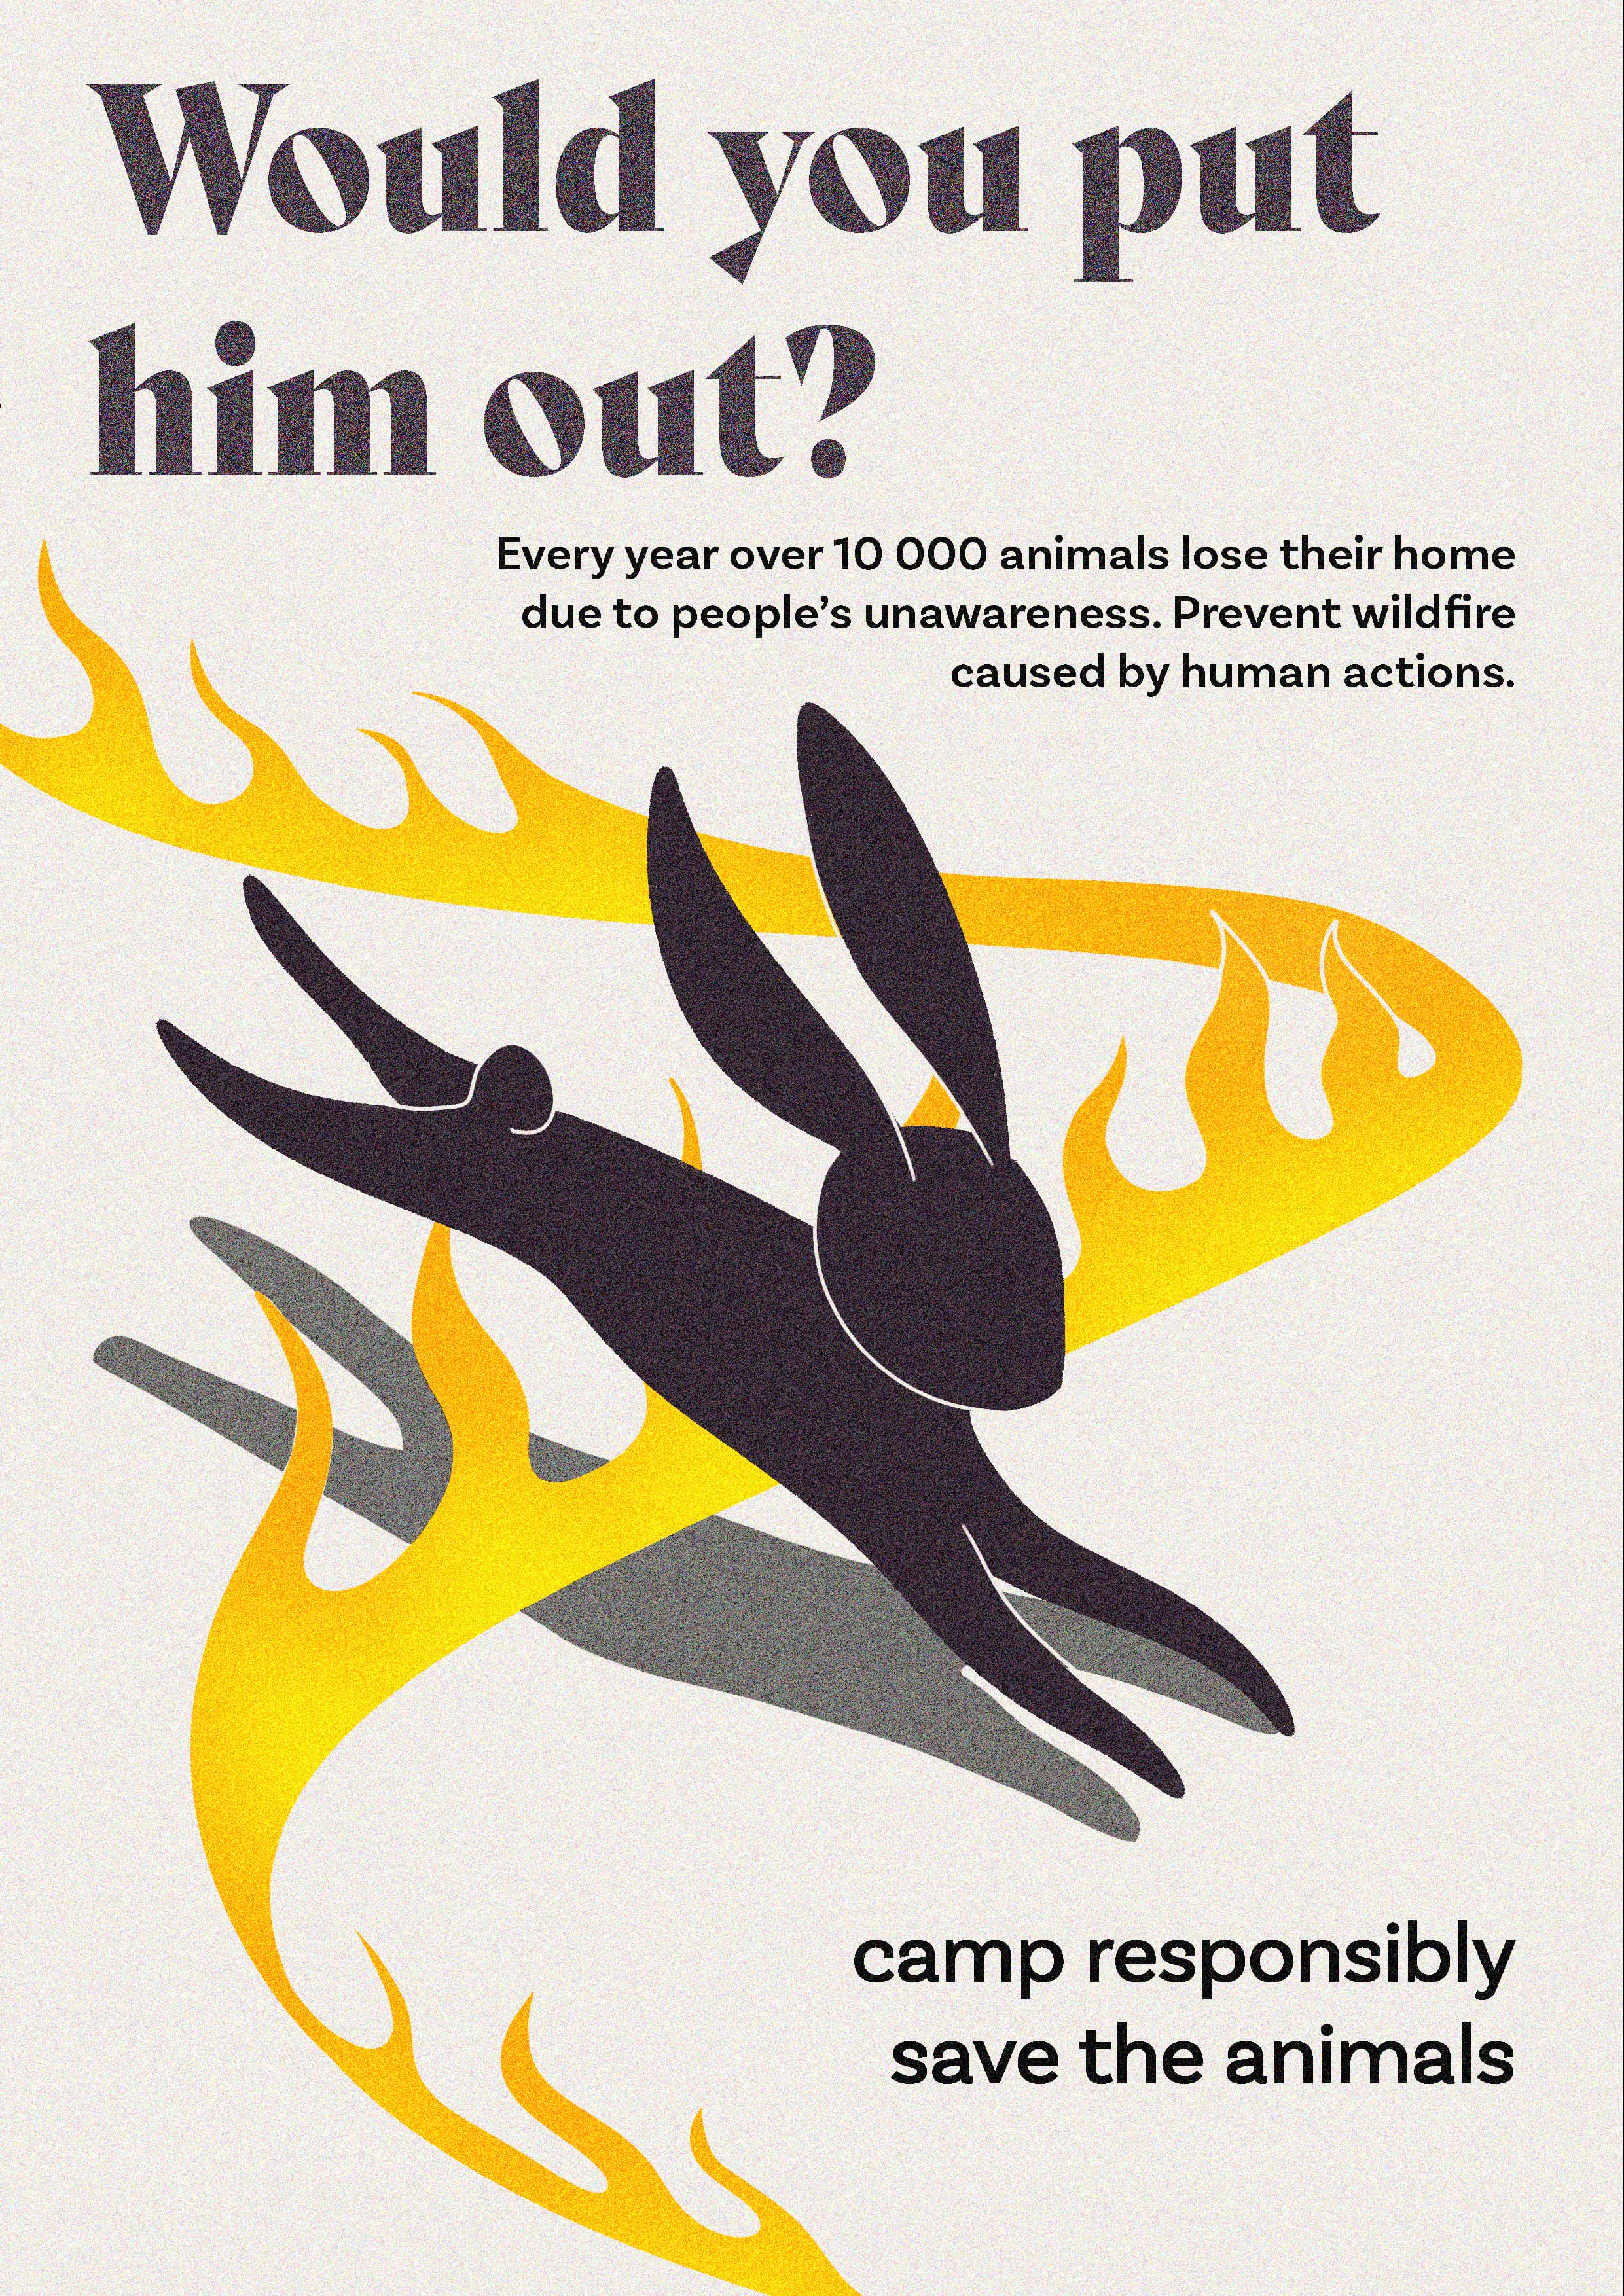 Would you put
him out?
Every year over 10 000 animals lose their home
due to people’s unawareness. Prevent wildfire
caused by human actions.
camp responsibly
save the animals